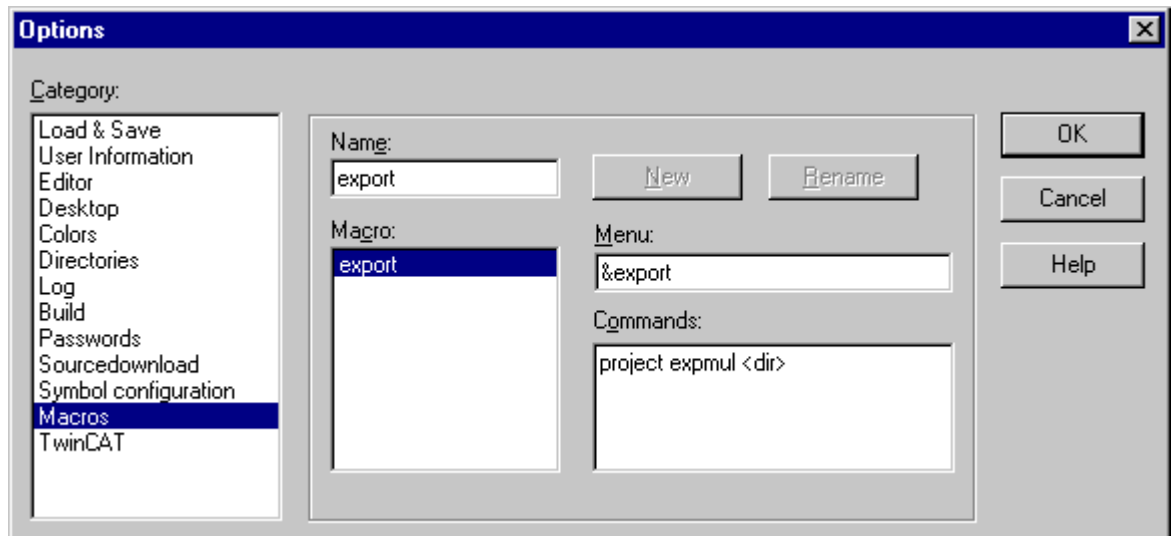 Options
Category:
Load & Save
User Information
Editor
Desktop
Colors
Directories
Log
Build
Passwords
Sourcedownload
Symbol configuration
Macros
TwinCAT
Name:
export
New
Rename
Macro:
export
Menu:
&export
Commands:
project expmul <dir>
OK
Cancel
Help